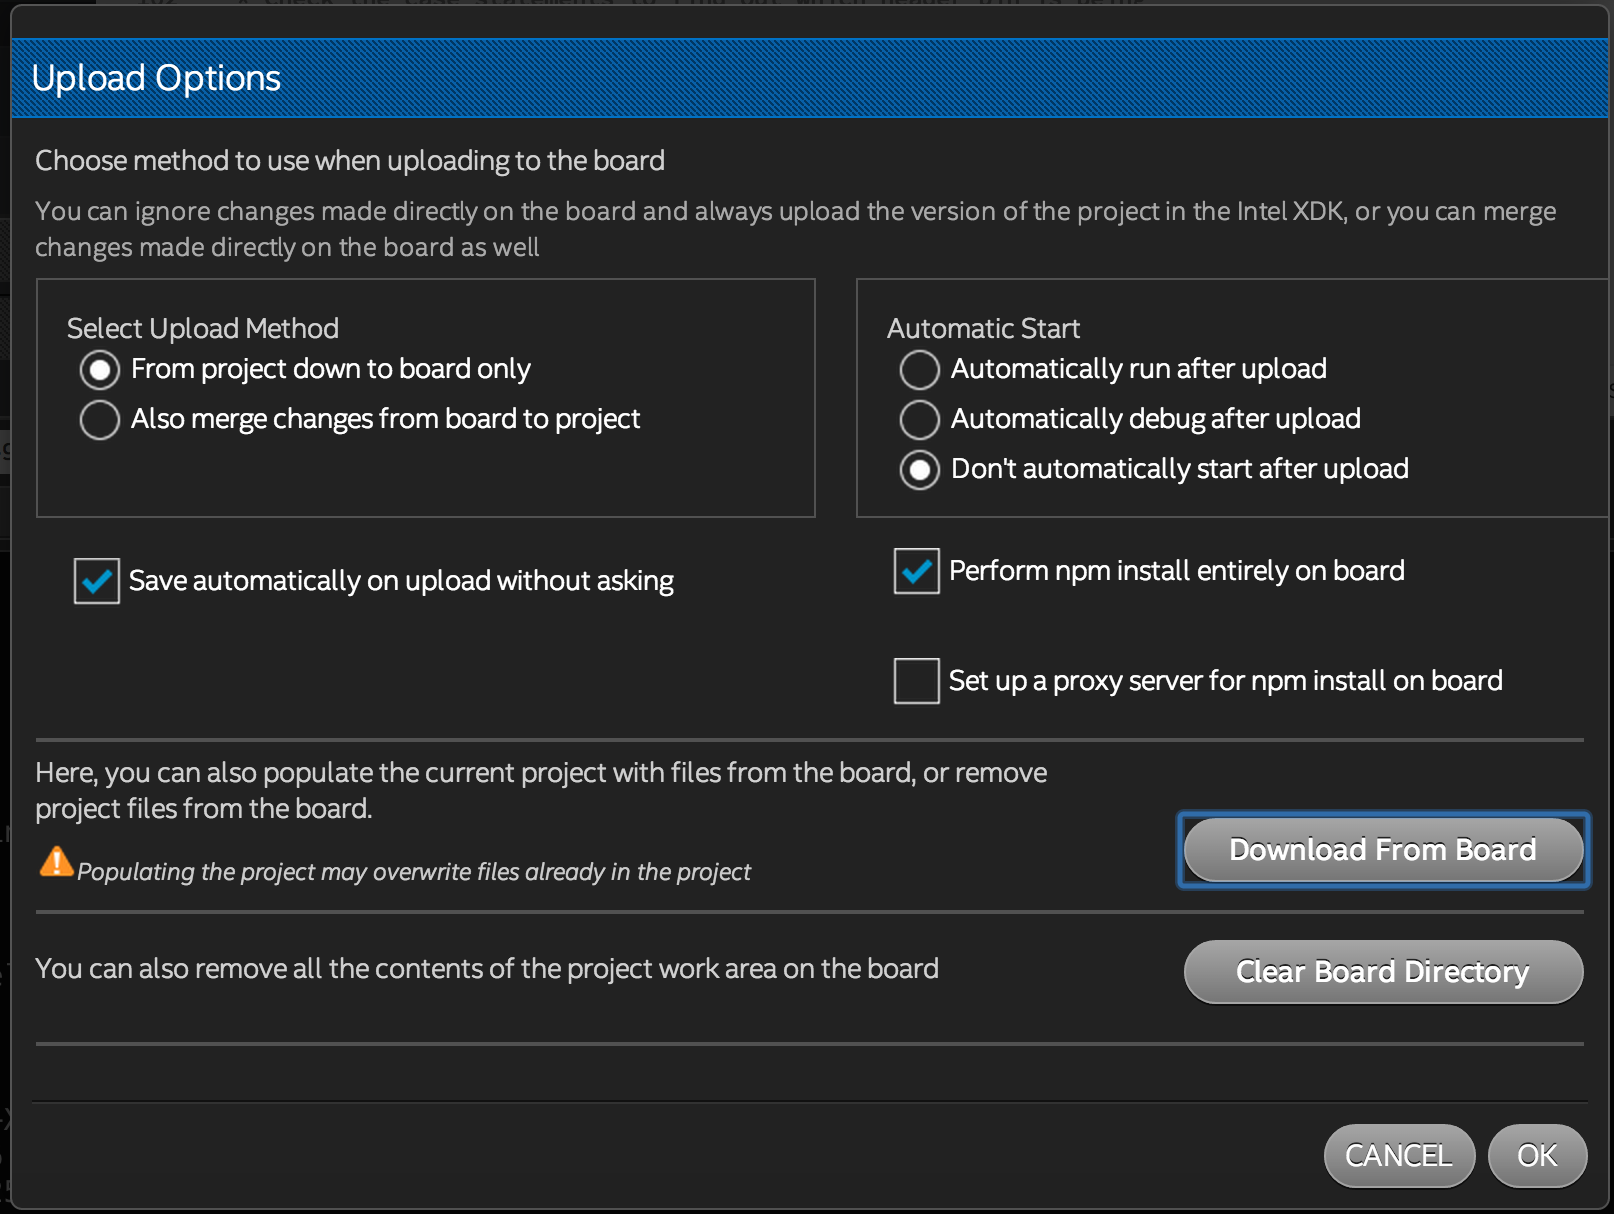 Upload Options
Choose method to use when uploading to the board
You can ignore changes made directly on the board and always upload the version of the project in the Intel XDK, or you can merge
changes made directly on the board as well
Select Upload Method
From project down to board only
Also merge changes from board to project
Automatic Start
Automatically run after upload
Automatically debug after upload
Don't automatically start after upload
Save automatically on upload without asking
Perform npm install entirely on board
Set up a proxy server for npm install on board
Here, you can also populate the current project with files from the board, or remove
project files from the board.
Populating the project may overwrite files already in the project
Download From Board
You can also remove all the contents of the project work area on the board
Clear Board Directory
CANCEL
OK